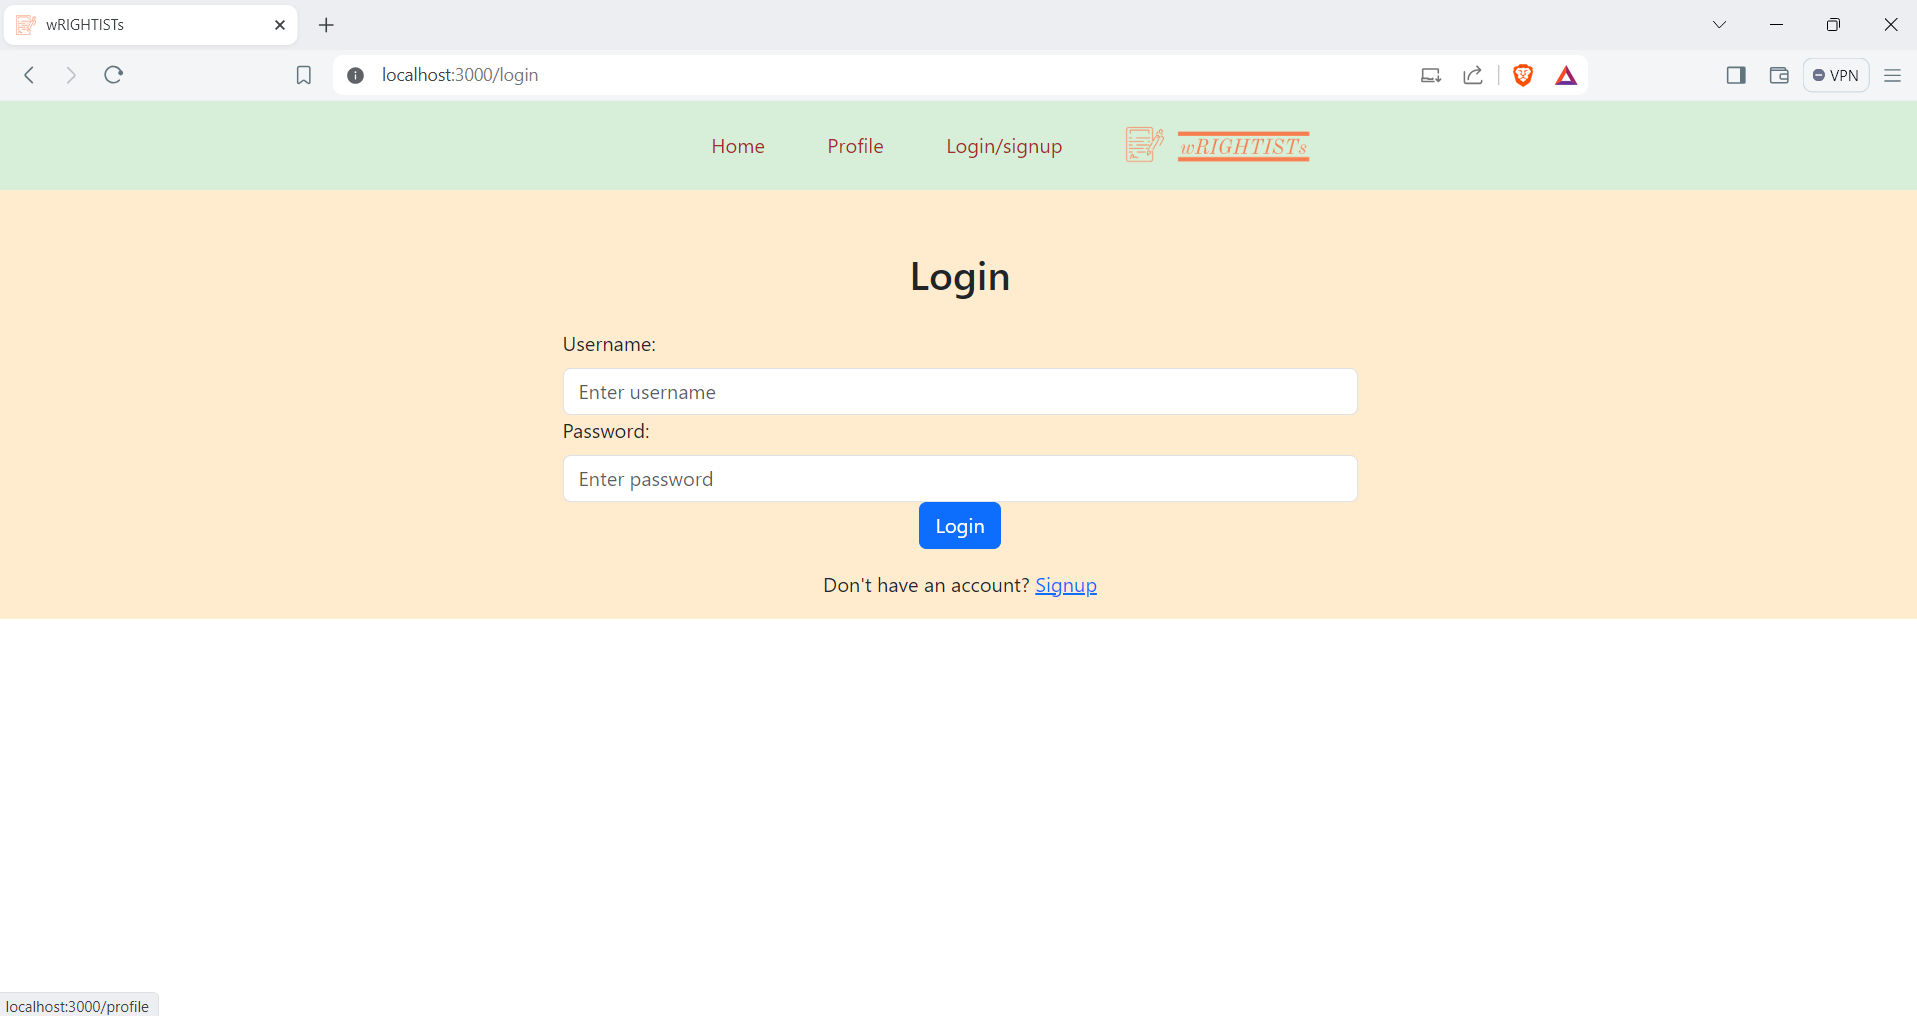 wRIGHTISTs
localhost:3000/login
VPN
Home Profile Login/signup wRIGHTISTs
Login
Username:
Enter username
Password:
Enter password
Login
Don't have an account? Signup
localhost:3000/profile